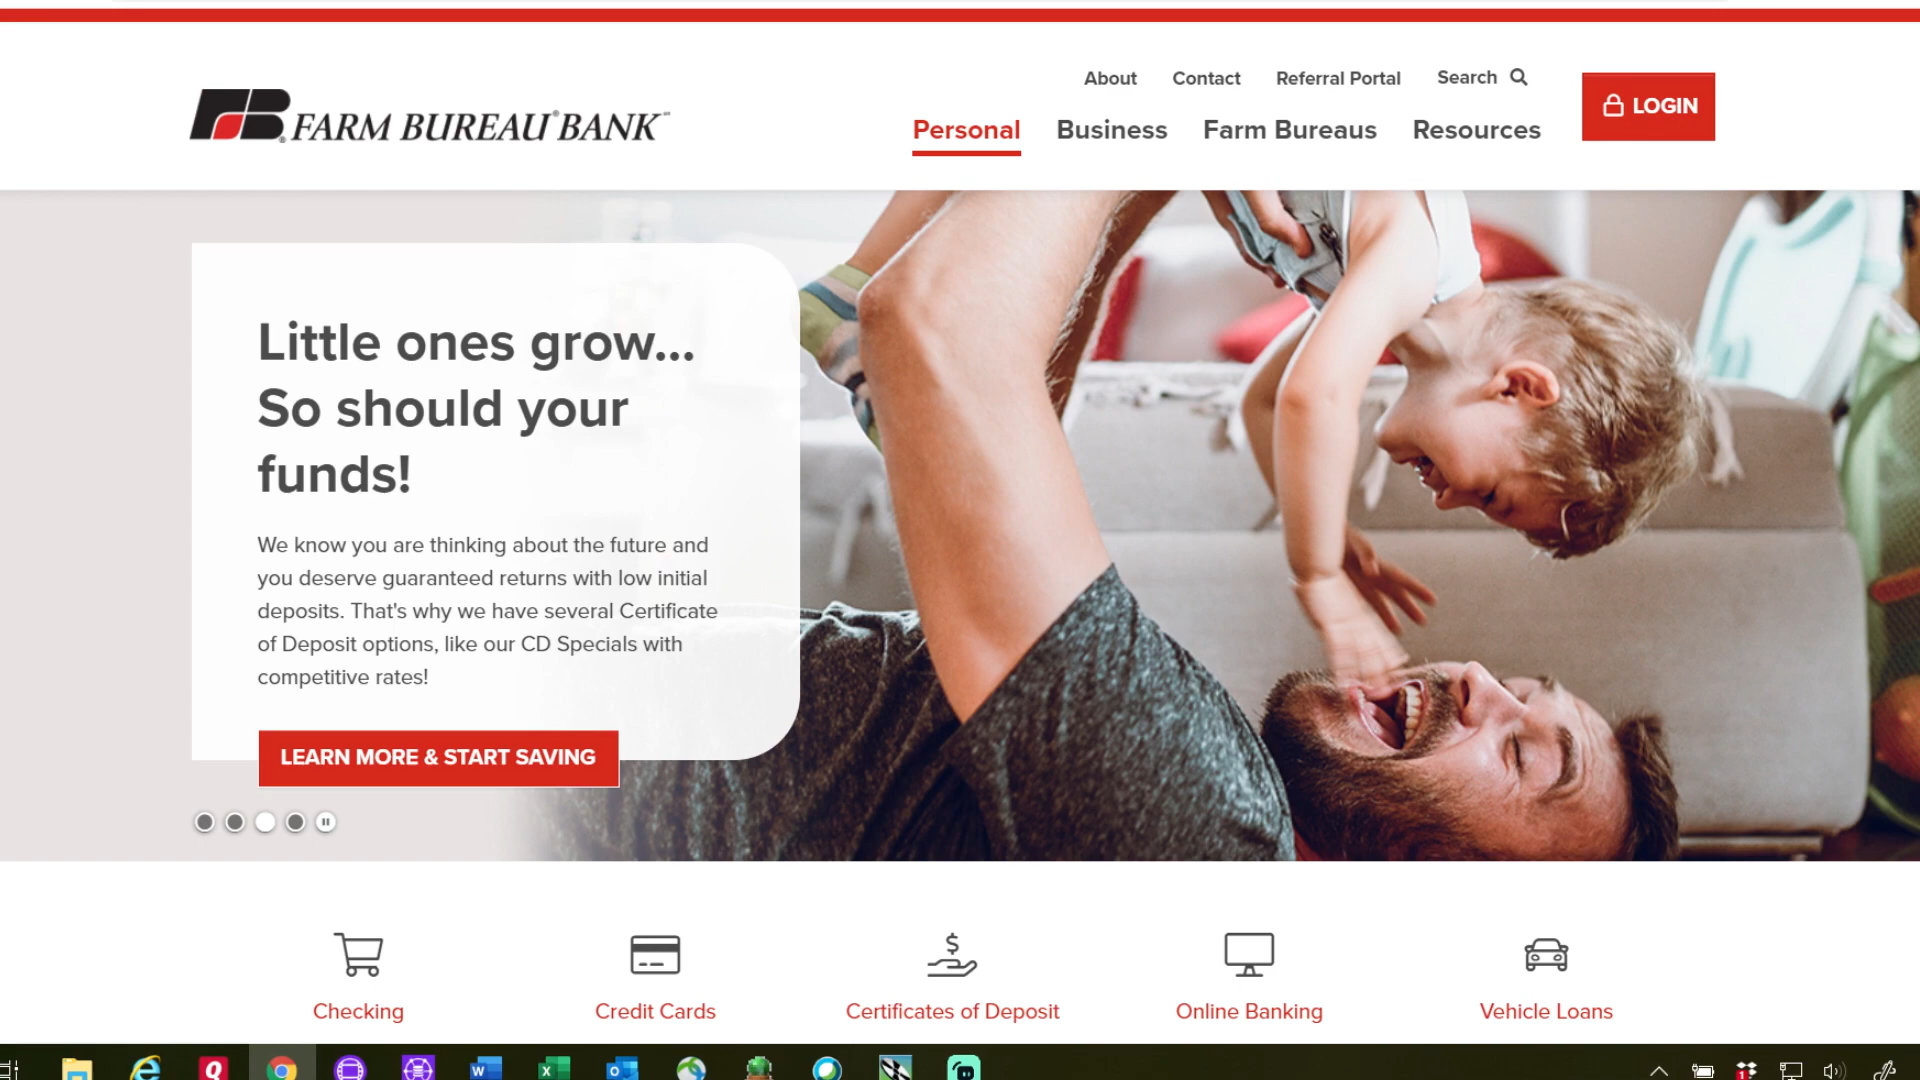 About Contact Referral Portal Search
FARM BUREAU® BANK
LOGIN
Personal Business Farm Bureaus Resources
Little ones grow...
So should your
funds!
We know you are thinking about the future and
you deserve guaranteed returns with low initial
deposits. That's why we have several Certificate
of Deposit options, like our CD Specials with
competitive rates!
LEARN MORE & START SAVING
Checking Credit Cards Certificates of Deposit Online Banking Vehicle Loans